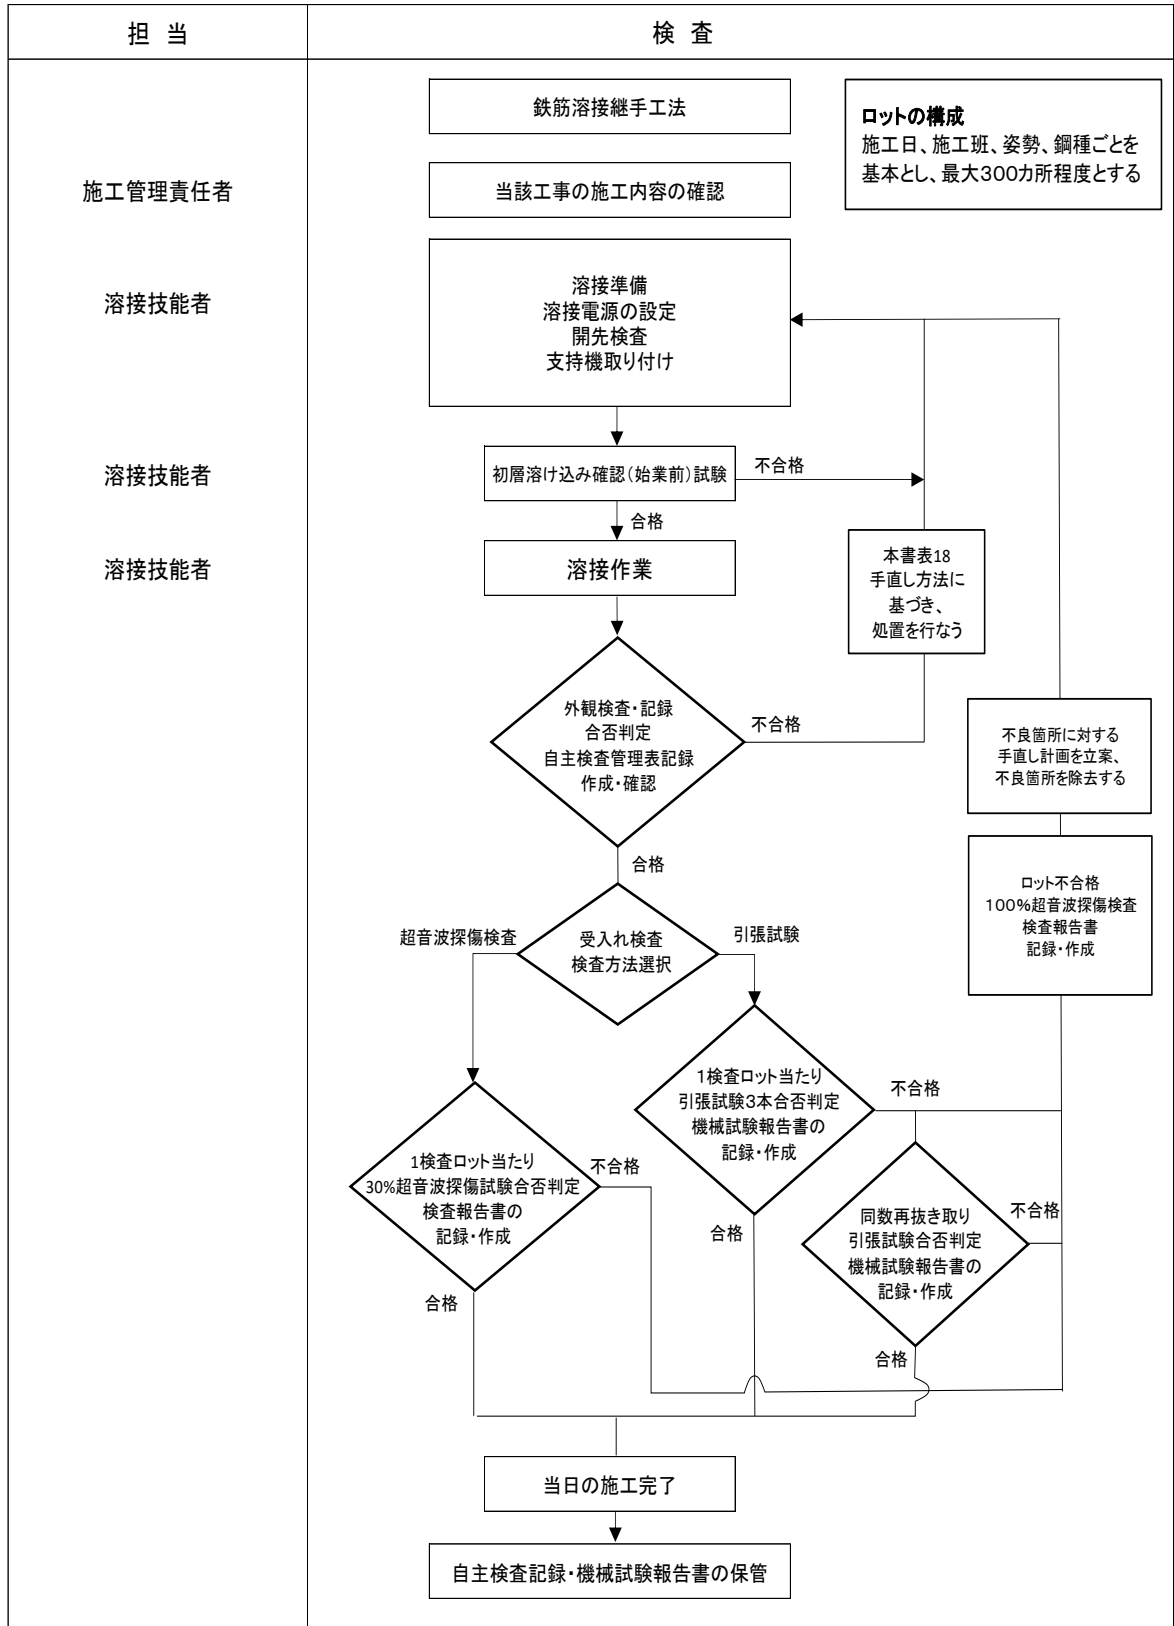 担 当
検 査
鉄筋溶接継手工法
ロットの構成
施工日、施工班、姿勢、鋼種ごとを
基本とし、最大300カ所程度とする
施工管理責任者
当該工事の施工内容の確認
溶接技能者
溶接準備
溶接電源の設定
開先検査
支持機取り付け
溶接技能者
初層溶け込み確認(始業前)試験
不合格
合格
溶接技能者
溶接作業
本書表18
手直し方法に
基づき、
処置を行なう
外観検査・記録
合否判定
自主検査管理表記録
作成・確認
不合格
不良箇所に対する
手直し計画を立案、
不良箇所を除去する
合格
ロット不合格
100%超音波探傷検査
検査報告書
記録・作成
超音波探傷検査
受入れ検査
検査方法選択
引張試験
1検査ロット当たり
引張試験3本合否判定
機械試験報告書の
記録・作成
不合格
1検査ロット当たり
30%超音波探傷試験合否判定
検査報告書の
記録・作成
不合格
合格
同数再抜き取り
引張試験合否判定
機械試験報告書の
記録・作成
不合格
合格
合格
当日の施工完了
自主検査記録・機械試験報告書の保管